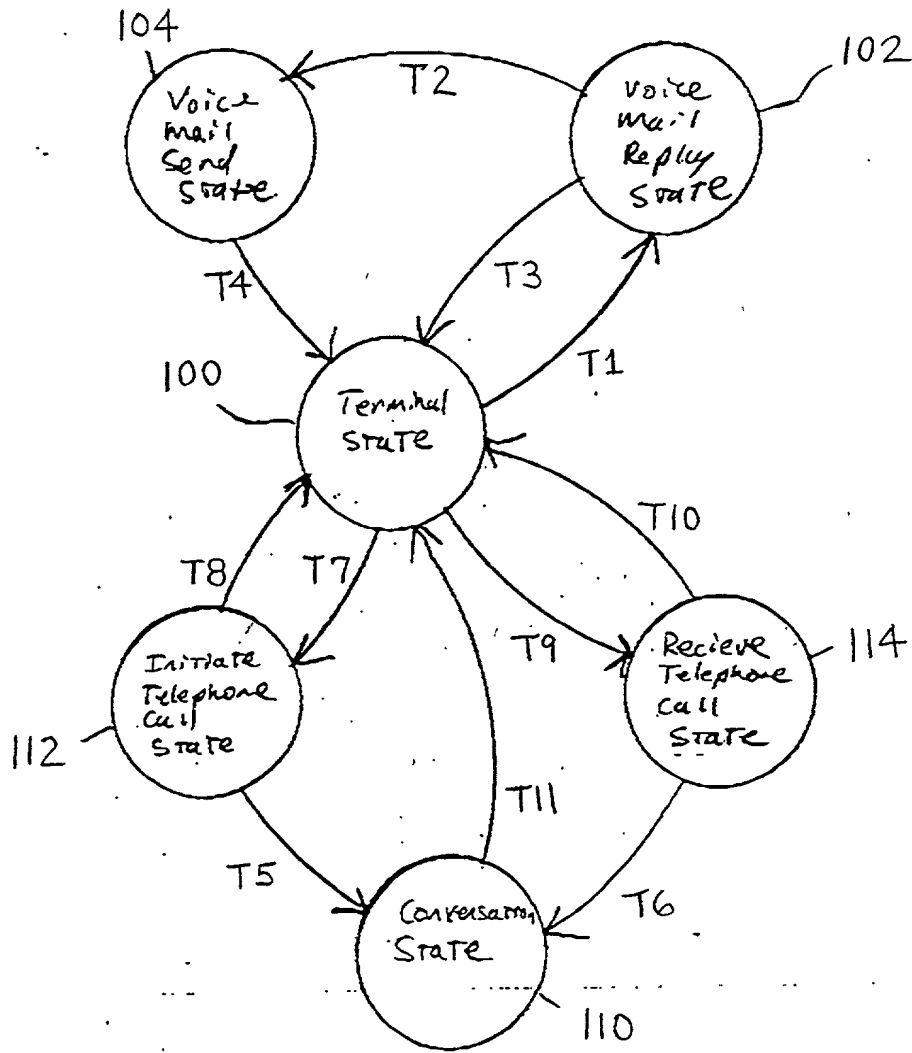 104
102
T2
Voice
mail
Send
State
Voice
mail
Reply
State
T4
T3
T1
100
Terminal
State
T8
T7
T10
T9
Initiate
Telephone
Call
State
112
Recieve
Telephone
Call
State
114
T11
T5
T6
Conversation
State
110